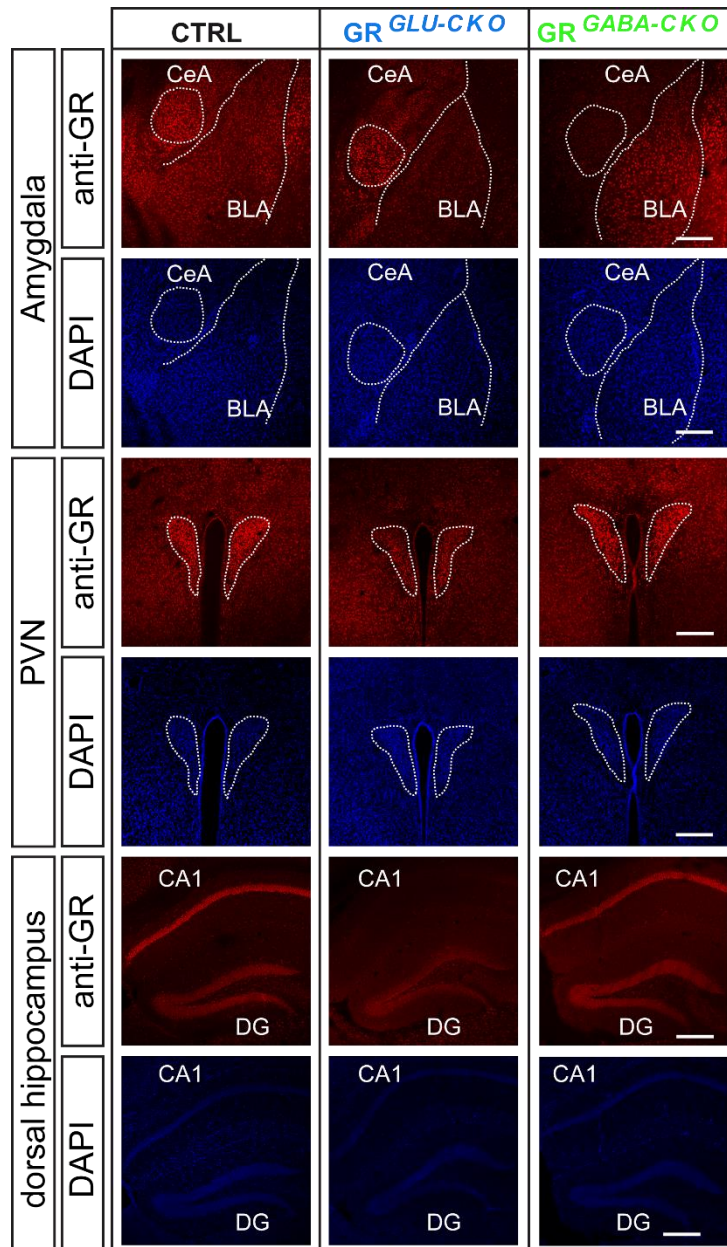 CTRL GR GLU-CKO GR GABA-CKO
Amygdala
anti-GR
CeA CeA CeA
BLA BLA BLA
DAPI
CeA CeA CeA
BLA BLA BLA
PVN
anti-GR
DAPI
dorsal hippocampus
anti-GR
CA1 CA1 CA1
DG DG DG
DAPI
CA1 CA1 CA1
DG DG DG